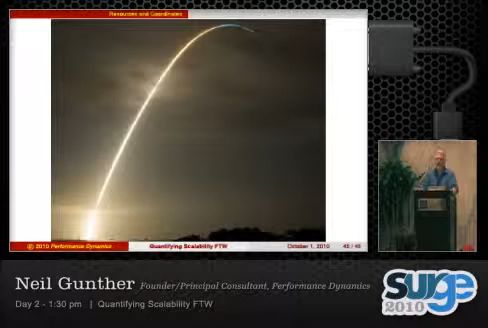 Resources and Coordinates
© 2010 Performance Dynamics
Quantifying Scalability FTW
October 1, 2010
Neil Gunther Founder/Principal Consultant, Performance Dynamics
Day 2 - 1:30 pm | Quantifying Scalability FTW
surge
2010